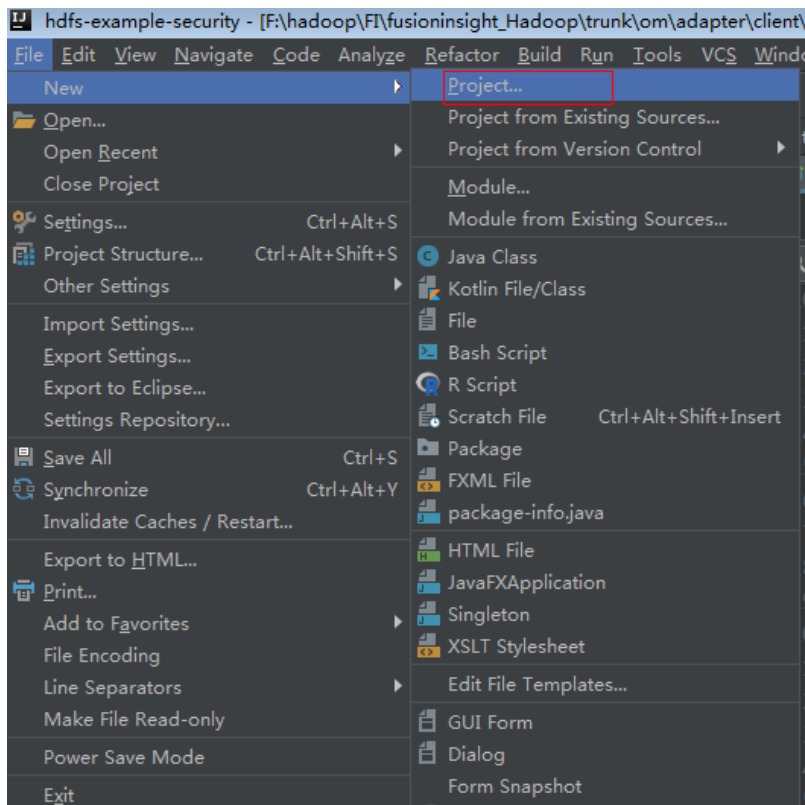 IJ hdfs-example-security - [F:\hadoop\FI\fusioninsight_Hadoop\trunk\om\adapter\client\
File Edit View Navigate Code Analyze Refactor Build Run Tools VCS Windo
New
Open...
Open Recent
Close Project
Settings... Ctrl+Alt+S
Project Structure... Ctrl+Alt+Shift+S
Other Settings
Import Settings...
Export Settings...
Export to Eclipse...
Settings Repository...
Save All Ctrl+S
Synchronize Ctrl+Alt+Y
Invalidate Caches / Restart...
Export to HTML...
Print...
Add to Favorites
File Encoding
Line Separators
Make File Read-only
Power Save Mode
Exit
Project...
Project from Existing Sources...
Project from Version Control
Module...
Module from Existing Sources...
Java Class
Kotlin File/Class
File
Bash Script
R Script
Scratch File Ctrl+Alt+Shift+Insert
Package
FXML File
package-info.java
HTML File
JavaFXApplication
Singleton
XSLT Stylesheet
Edit File Templates...
GUI Form
Dialog
Form Snapshot